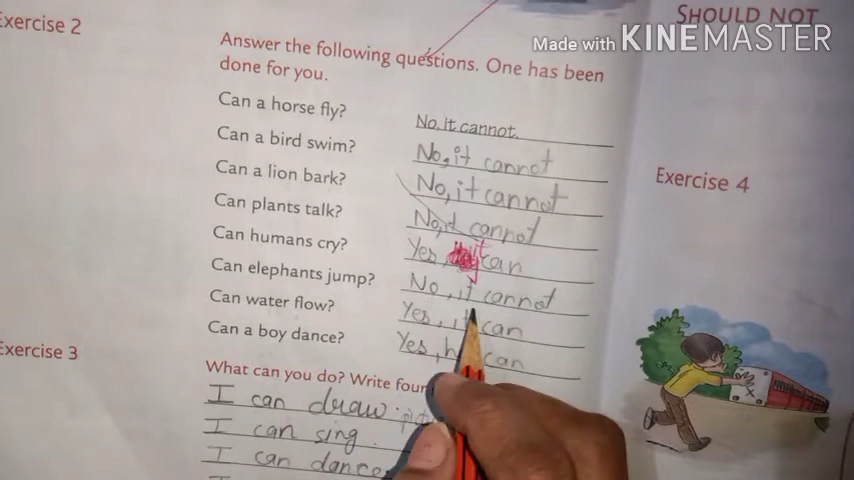 SHOULD NOT
Made with KINEMASTER
Exercise 2
Answer the following questions. One has been
done for you.
Can a horse fly? No, it cannot.
Can a bird swim? No, it cannot
Can a lion bark? No, it cannot
Can plants talk? No, it cannot
Can humans cry? Yes, it can
Can elephants jump? No, it cannot
Can water flow? Yes, it can
Can a boy dance? Yes, he can
Exercise 4
Exercise 3
What can you do? Write four
I can draw
I can sing.
I can dance